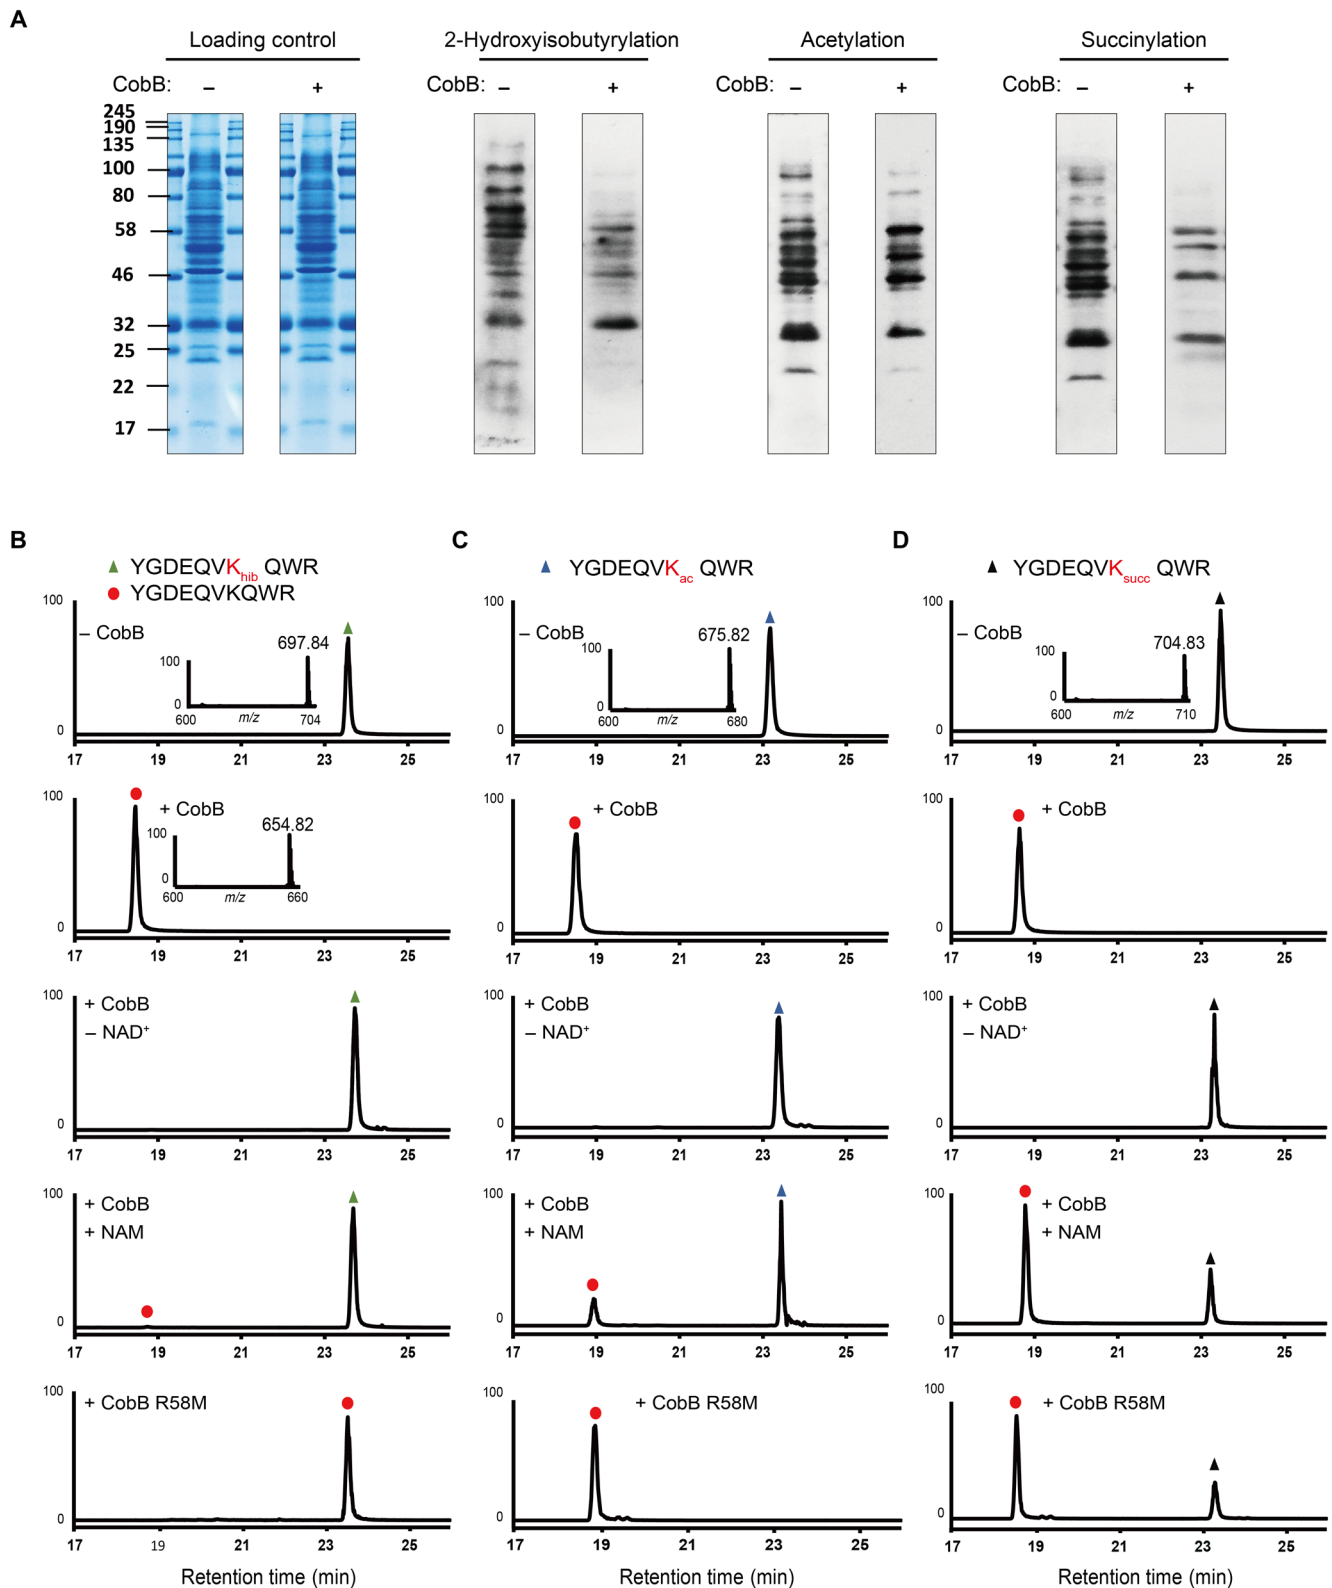 A
Loading control
2-Hydroxyisobutyrylation
Acetylation
Succinylation
CobB: – +
CobB: – +
CobB: – +
CobB: – +
245
190
135
100
80
58
46
32
25
22
17
B
▲ YGDEQVKhib QWR
● YGDEQVKQWR
100
0
– CobB
697.84
100
0
600 m/z 704
17 19 21 23 25
100
0
+ CobB
654.82
100
0
600 m/z 660
17 19 21 23 25
100
0
+ CobB
– NAD+
17 19 21 23 25
100
0
+ CobB
+ NAM
17 19 21 23 25
100
0
+ CobB R58M
17 19 21 23 25
Retention time (min)
C
▲ YGDEQVKac QWR
100
0
– CobB
675.82
100
0
600 m/z 680
17 19 21 23 25
100
0
+ CobB
17 19 21 23 25
100
0
+ CobB
– NAD+
17 19 21 23 25
100
0
+ CobB
+ NAM
17 19 21 23 25
100
0
+ CobB R58M
17 19 21 23 25
Retention time (min)
D
▲ YGDEQVKsucc QWR
100
0
– CobB
704.83
100
0
600 m/z 710
17 19 21 23 25
100
0
+ CobB
17 19 21 23 25
100
0
+ CobB
– NAD+
17 19 21 23 25
100
0
+ CobB
+ NAM
17 19 21 23 25
100
0
+ CobB R58M
17 19 21 23 25
Retention time (min)